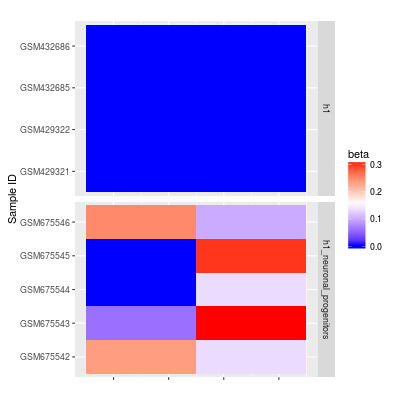 Sample ID
GSM432686
GSM432685
GSM429322
GSM429321
h1
GSM675546
GSM675545
GSM675544
GSM675543
GSM675542
h1_neuronal_progenitors
beta
0.3
0.2
0.1
0.0